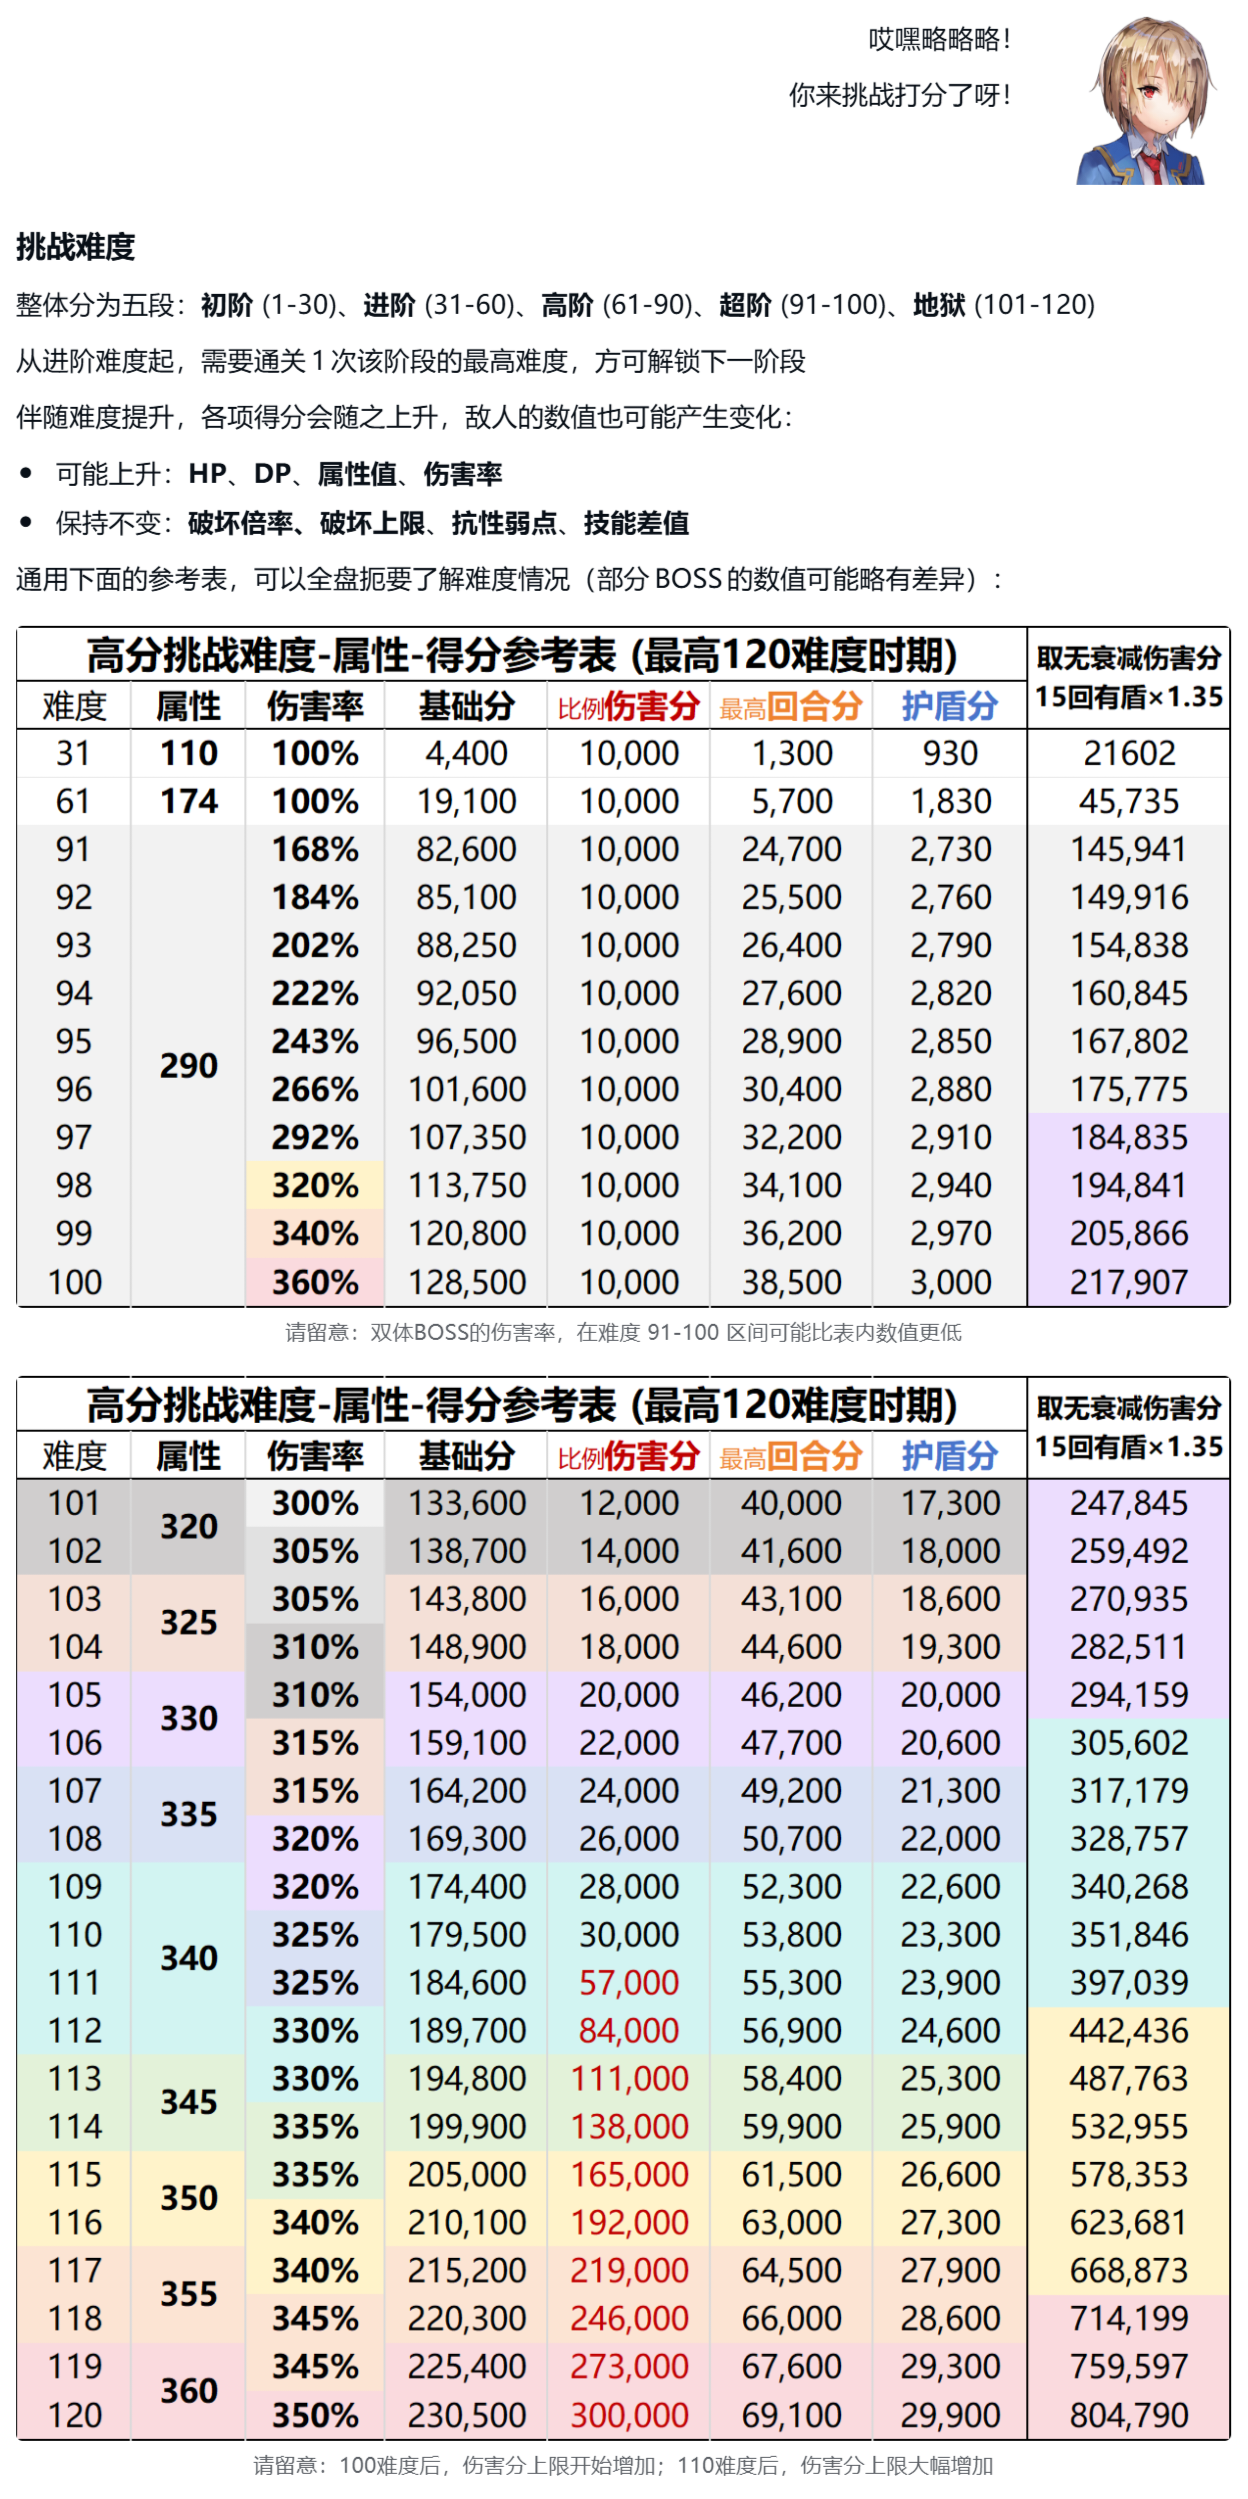 哎嘿略略略！
你来挑战打分了呀！
挑战难度
整体分为五段：初阶 (1-30)、进阶 (31-60)、高阶 (61-90)、超阶 (91-100)、地狱 (101-120)
从进阶难度起，需要通关 1 次该阶段的最高难度，方可解锁下一阶段
伴随难度提升，各项得分会随之上升，敌人的数值也可能产生变化：
• 可能上升：HP、DP、属性值、伤害率
• 保持不变：破坏倍率、破坏上限、抗性弱点、技能差值
通用下面的参考表，可以全盘扼要了解难度情况（部分 BOSS 的数值可能略有差异）：
高分挑战难度-属性-得分参考表 (最高120难度时期) 取无衰减伤害分
难度 属性 伤害率 基础分 比例伤害分 最高回合分 护盾分 15回有盾×1.35
31 110 100% 4,400 10,000 1,300 930 21602
61 174 100% 19,100 10,000 5,700 1,830 45,735
91 168% 82,600 10,000 24,700 2,730 145,941
92 184% 85,100 10,000 25,500 2,760 149,916
93 202% 88,250 10,000 26,400 2,790 154,838
94 222% 92,050 10,000 27,600 2,820 160,845
95 243% 96,500 10,000 28,900 2,850 167,802
290
96 266% 101,600 10,000 30,400 2,880 175,775
97 292% 107,350 10,000 32,200 2,910 184,835
98 320% 113,750 10,000 34,100 2,940 194,841
99 340% 120,800 10,000 36,200 2,970 205,866
100 360% 128,500 10,000 38,500 3,000 217,907
请留意：双体BOSS的伤害率，在难度 91-100 区间可能比表内数值更低
高分挑战难度-属性-得分参考表 (最高120难度时期) 取无衰减伤害分
难度 属性 伤害率 基础分 比例伤害分 最高回合分 护盾分 15回有盾×1.35
101 300% 133,600 12,000 40,000 17,300 247,845
320
102 305% 138,700 14,000 41,600 18,000 259,492
103 305% 143,800 16,000 43,100 18,600 270,935
325
104 310% 148,900 18,000 44,600 19,300 282,511
105 310% 154,000 20,000 46,200 20,000 294,159
330
106 315% 159,100 22,000 47,700 20,600 305,602
107 315% 164,200 24,000 49,200 21,300 317,179
335
108 320% 169,300 26,000 50,700 22,000 328,757
109 320% 174,400 28,000 52,300 22,600 340,268
110 325% 179,500 30,000 53,800 23,300 351,846
340
111 325% 184,600 57,000 55,300 23,900 397,039
112 330% 189,700 84,000 56,900 24,600 442,436
113 330% 194,800 111,000 58,400 25,300 487,763
345
114 335% 199,900 138,000 59,900 25,900 532,955
115 335% 205,000 165,000 61,500 26,600 578,353
350
116 340% 210,100 192,000 63,000 27,300 623,681
117 340% 215,200 219,000 64,500 27,900 668,873
355
118 345% 220,300 246,000 66,000 28,600 714,199
119 345% 225,400 273,000 67,600 29,300 759,597
360
120 350% 230,500 300,000 69,100 29,900 804,790
请留意：100难度后，伤害分上限开始增加；110难度后，伤害分上限大幅增加